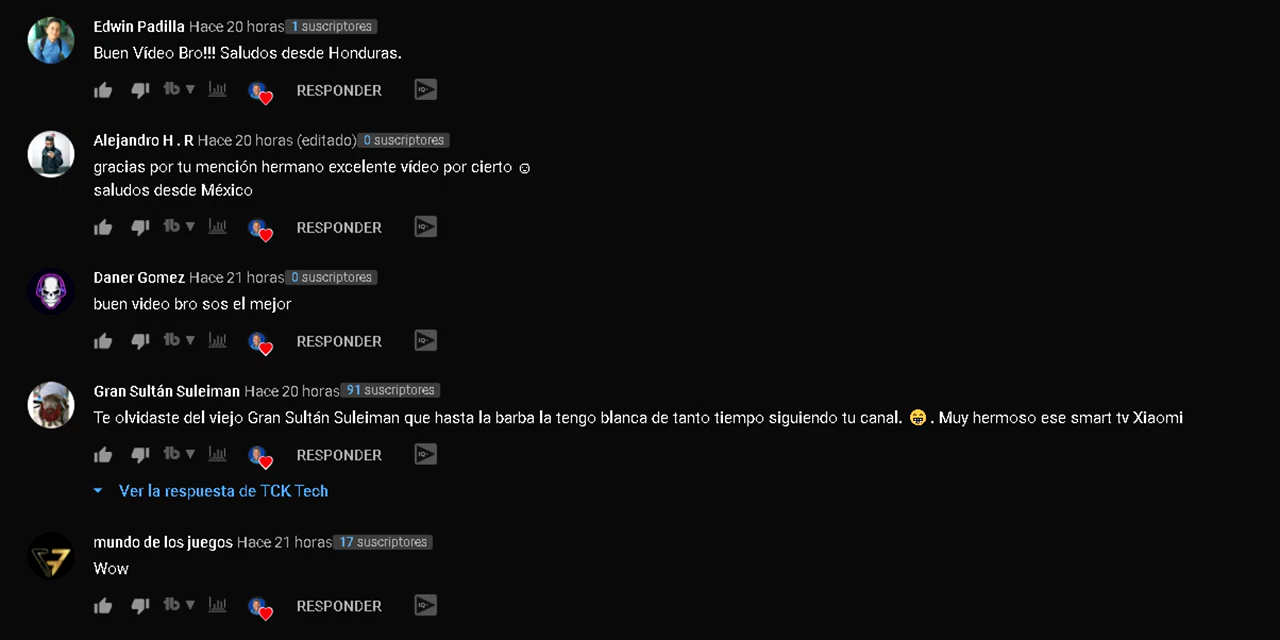 Edwin Padilla Hace 20 horas 1 suscriptores
Buen Vídeo Bro!!! Saludos desde Honduras.
RESPONDER
Alejandro H . R Hace 20 horas (editado) 0 suscriptores
gracias por tu mención hermano excelente vídeo por cierto ☺
saludos desde México
RESPONDER
Daner Gomez Hace 21 horas 0 suscriptores
buen video bro sos el mejor
RESPONDER
Gran Sultán Suleiman Hace 20 horas 91 suscriptores
Te olvidaste del viejo Gran Sultán Suleiman que hasta la barba la tengo blanca de tanto tiempo siguiendo tu canal. 😁 . Muy hermoso ese smart tv Xiaomi
RESPONDER
Ver la respuesta de TCK Tech
mundo de los juegos Hace 21 horas 17 suscriptores
Wow
RESPONDER